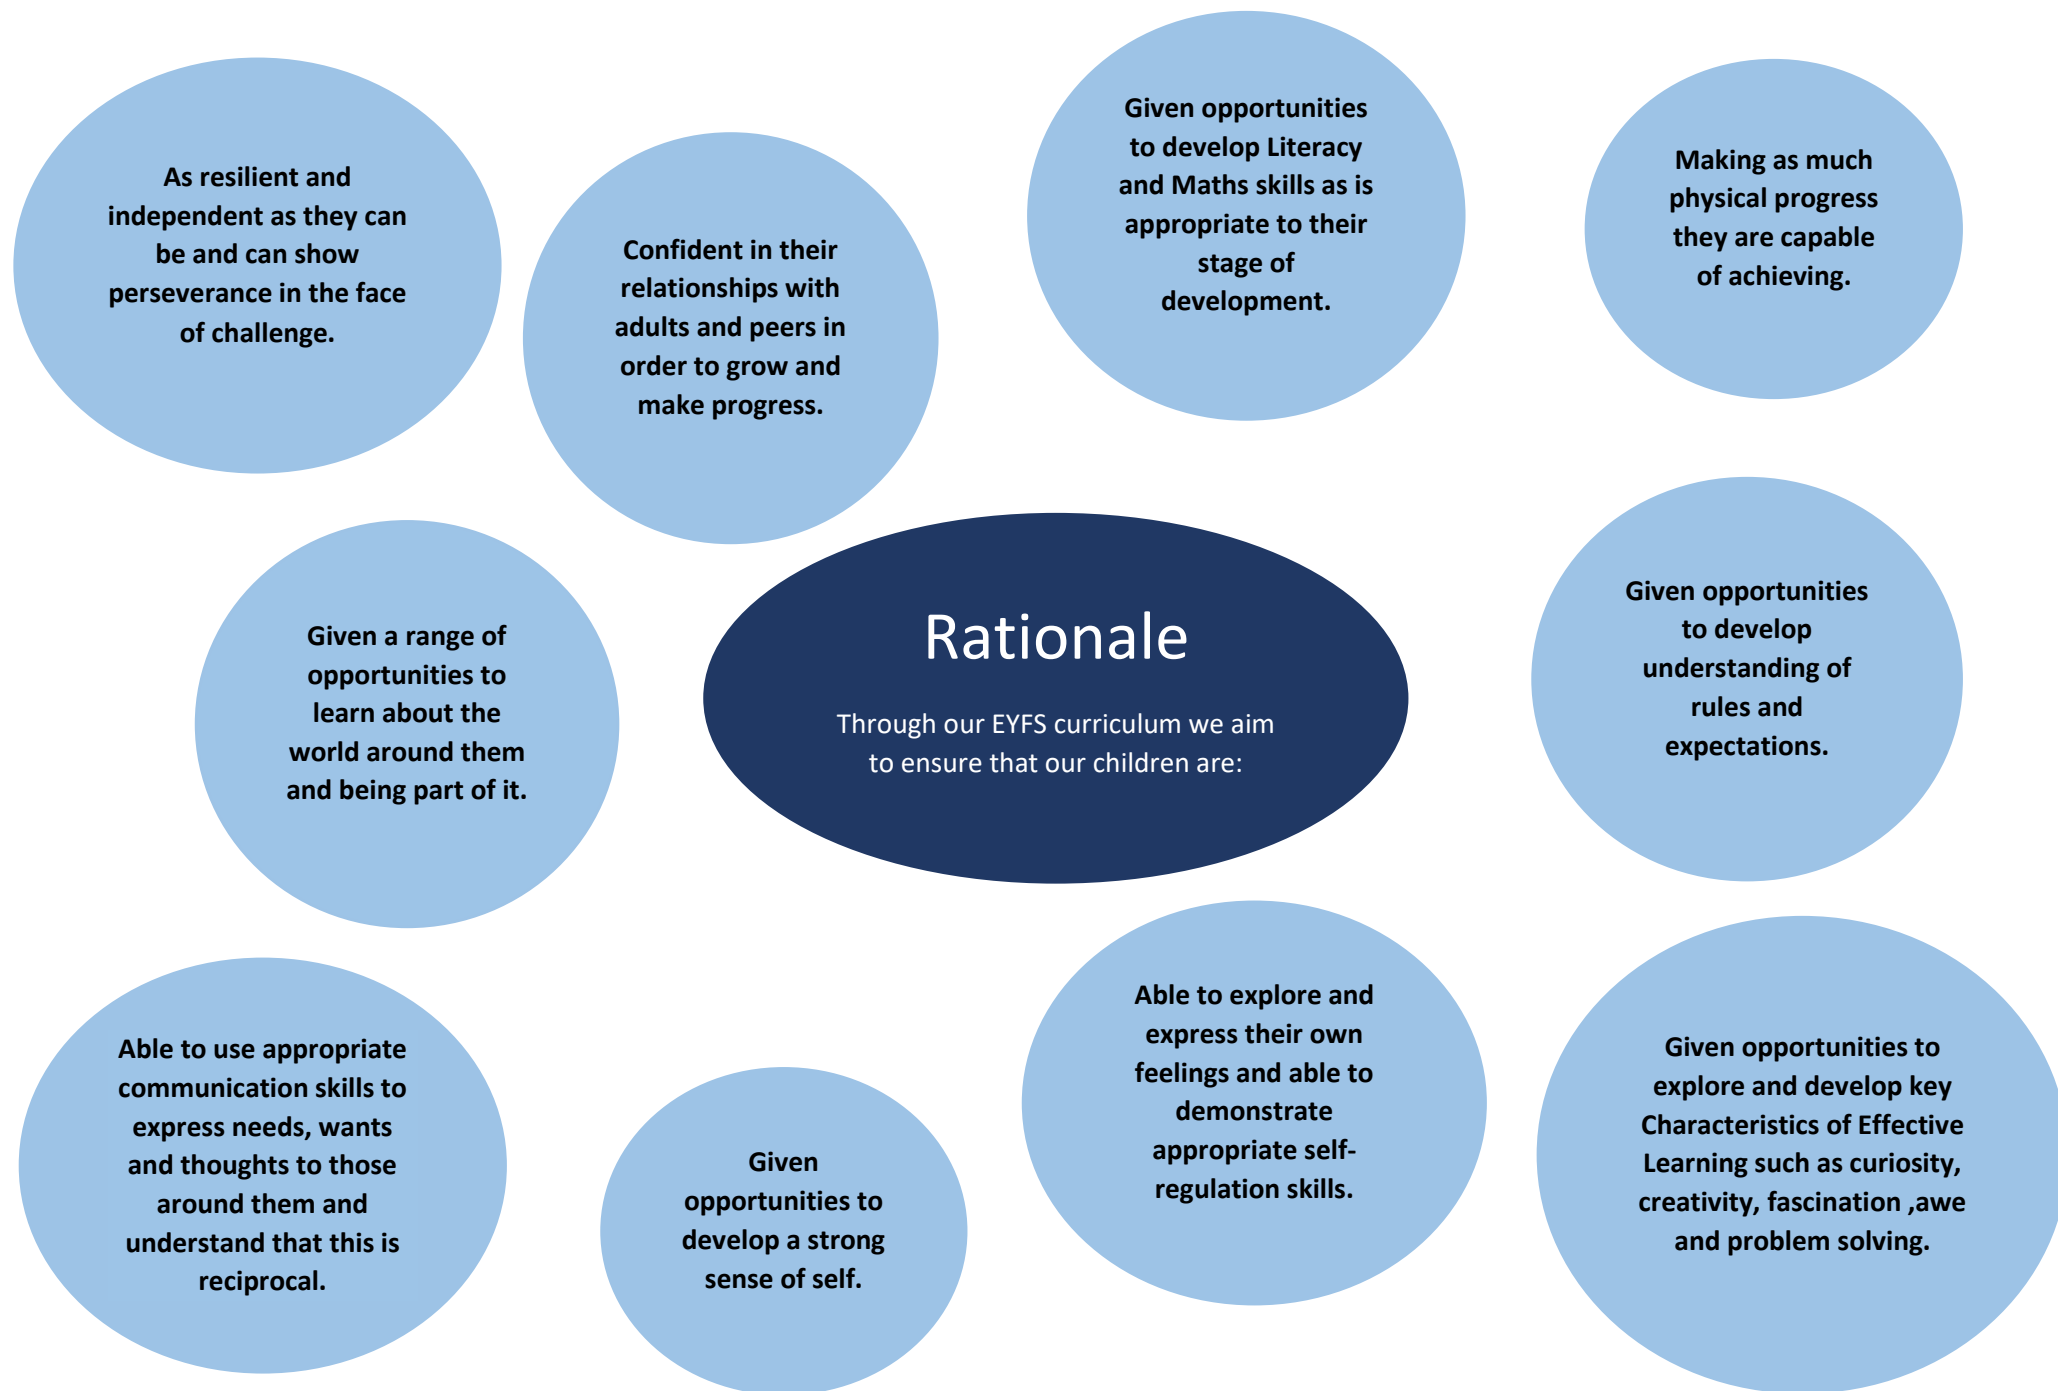 As resilient and
independent as they can
be and can show
perseverance in the face
of challenge.
Confident in their
relationships with
adults and peers in
order to grow and
make progress.
Given opportunities
to develop Literacy
and Maths skills as is
appropriate to their
stage of
development.
Making as much
physical progress
they are capable
of achieving.
Given a range of
opportunities to
learn about the
world around them
and being part of it.
Rationale
Through our EYFS curriculum we aim
to ensure that our children are:
Given opportunities
to develop
understanding of
rules and
expectations.
Able to use appropriate
communication skills to
express needs, wants
and thoughts to those
around them and
understand that this is
reciprocal.
Given
opportunities to
develop a strong
sense of self.
Able to explore and
express their own
feelings and able to
demonstrate
appropriate self-
regulation skills.
Given opportunities to
explore and develop key
Characteristics of Effective
Learning such as curiosity,
creativity, fascination ,awe
and problem solving.